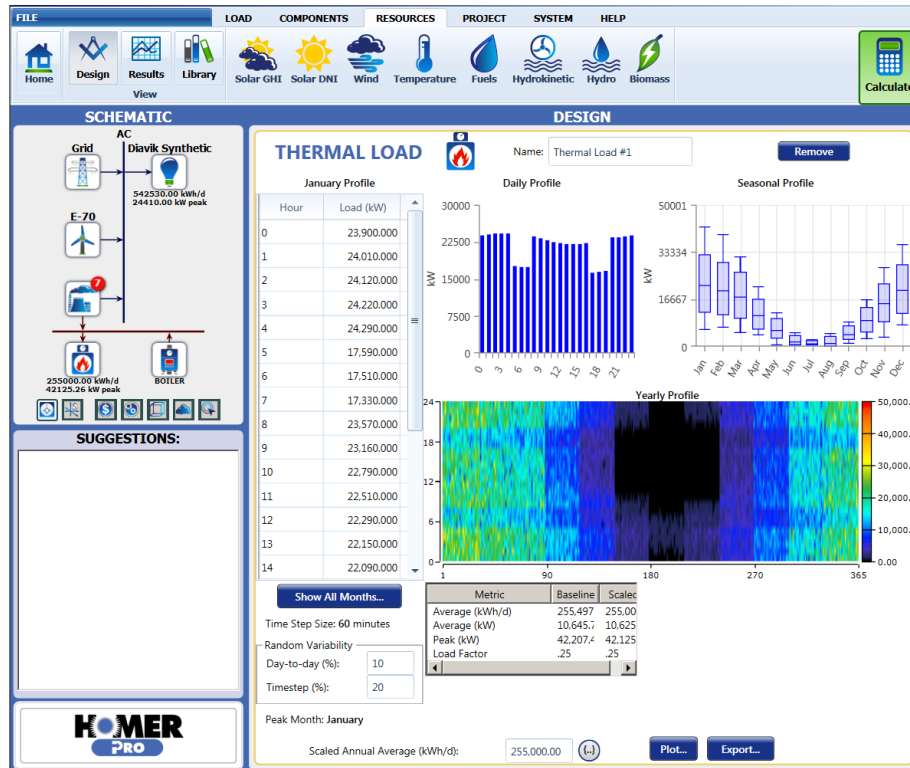 FILE
LOAD COMPONENTS RESOURCES PROJECT SYSTEM HELP
Home
Design Results Library
View
Solar GHI Solar DNI Wind Temperature Fuels Hydrokinetic Hydro Biomass
Calculate
SCHEMATIC
AC
Grid Diavik Synthetic
542530.00 kWh/d
24410.00 kW peak
E-70
7
255000.00 kWh/d
42125.26 kW peak
BOILER
SUGGESTIONS:
HOMER
PRO
DESIGN
THERMAL LOAD
Name: Thermal Load #1
Remove
January Profile
Hour Load (kW)
0 23,900.000
1 24,010.000
2 24,120.000
3 24,220.000
4 24,290.000
5 17,590.000
6 17,510.000
7 17,330.000
8 23,570.000
9 23,160.000
10 22,790.000
11 22,510.000
12 22,290.000
13 22,150.000
14 22,090.000
Daily Profile
kW
30000
22500
15000
7500
0
0 3 6 9 12 15 18 21
Seasonal Profile
kW
50001
33334
16667
0
Jan Feb Mar Apr May Jun Jul Aug Sep Oct Nov Dec
Yearly Profile
24
18
12
6
0
1 90 180 270 365
50,000.
40,000.
30,000.
20,000.
10,000.
0.00
Show All Months...
Time Step Size: 60 minutes
Random Variability
Day-to-day (%): 10
Timestep (%): 20
Peak Month: January
Metric Baseline Scaled
Average (kWh/d) 255,497 255,00
Average (kW) 10,645.7 10,625
Peak (kW) 42,207.4 42,125
Load Factor .25 .25
Scaled Annual Average (kWh/d): 255,000.00 {..}
Plot... Export...